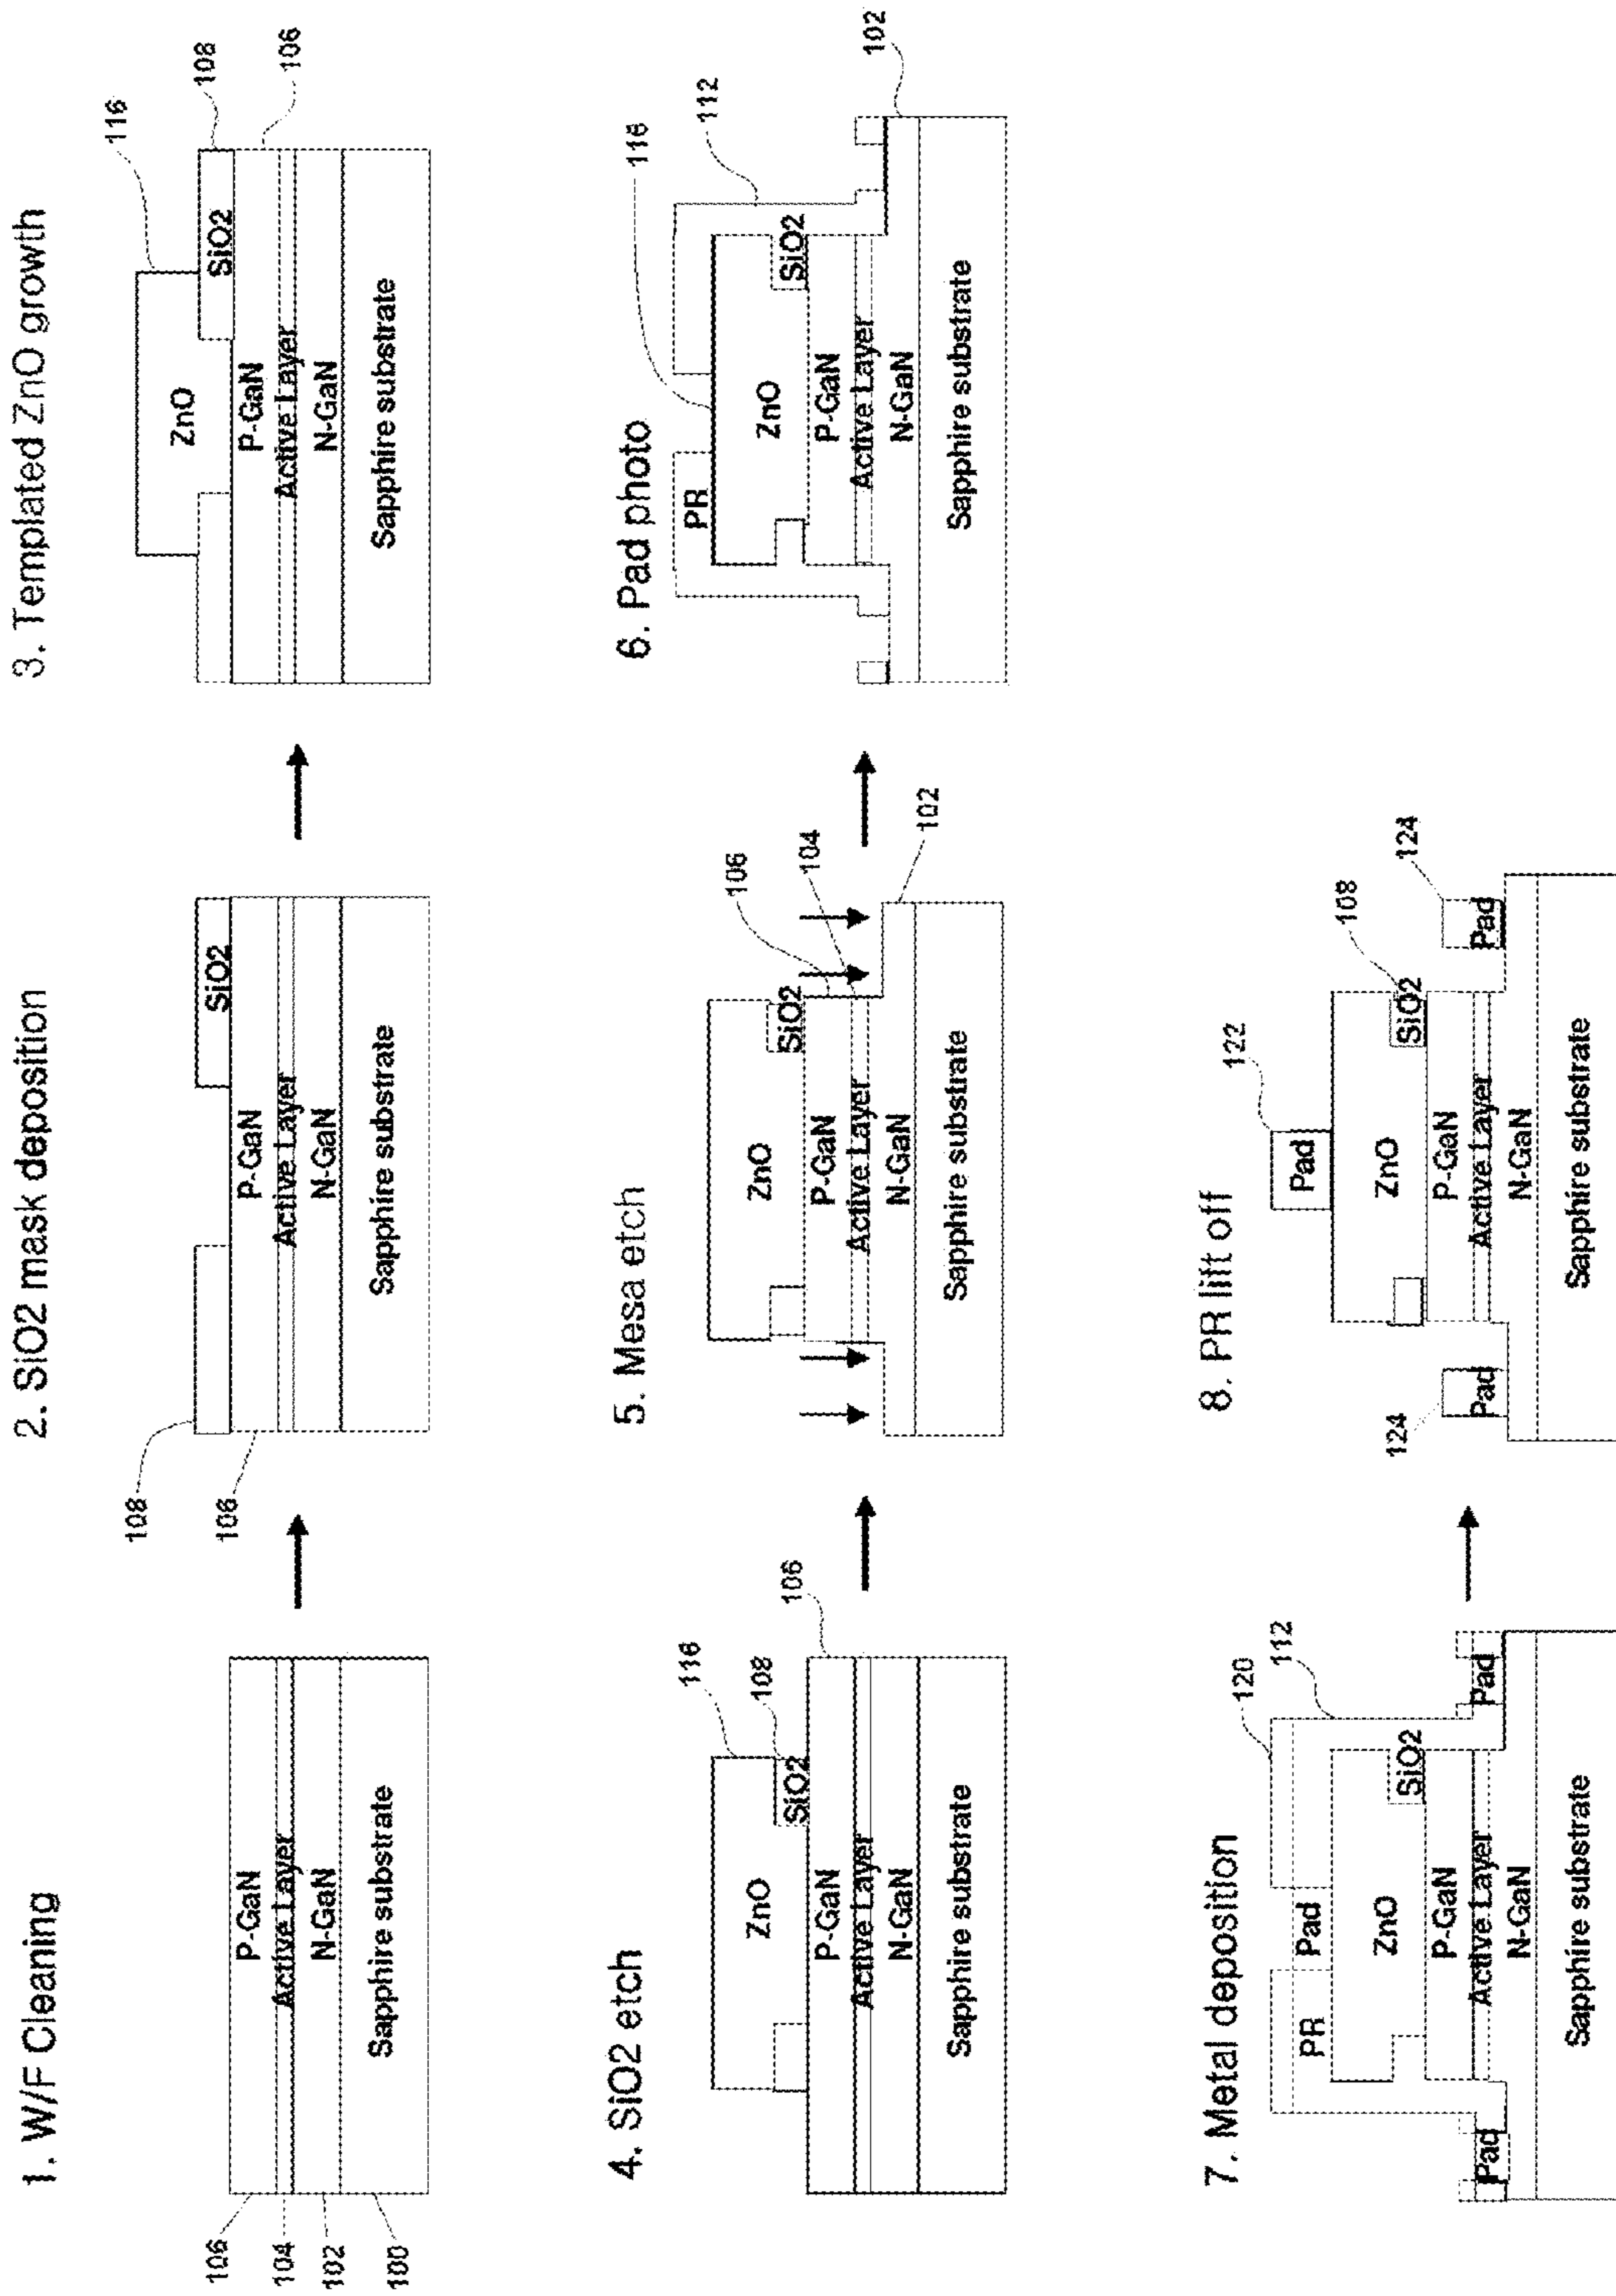 1. W/F Cleaning
P-GaN
Active Layer
N-GaN
Sapphire substrate
106
104
102
100
2. SiO2 mask deposition
108
106
SiO2
P-GaN
Active Layer
N-GaN
Sapphire substrate
3. Templated ZnO growth
116
108
106
ZnO
SiO2
P-GaN
Active Layer
N-GaN
Sapphire substrate
4. SiO2 etch
116
108
106
ZnO
SiO2
P-GaN
Active Layer
N-GaN
Sapphire substrate
5. Mesa etch
106
104
102
ZnO
SiO2
P-GaN
Active Layer
N-GaN
Sapphire substrate
6. Pad photo
116
112
102
PR
ZnO
SiO2
P-GaN
Active Layer
N-GaN
Sapphire substrate
7. Metal deposition
120
112
PR
Pad
ZnO
SiO2
Pad
P-GaN
Pad
Active Layer
N-GaN
Sapphire substrate
8. PR lift off
122
108
124
124
Pad
ZnO
SiO2
Pad
P-GaN
Pad
Active Layer
N-GaN
Sapphire substrate